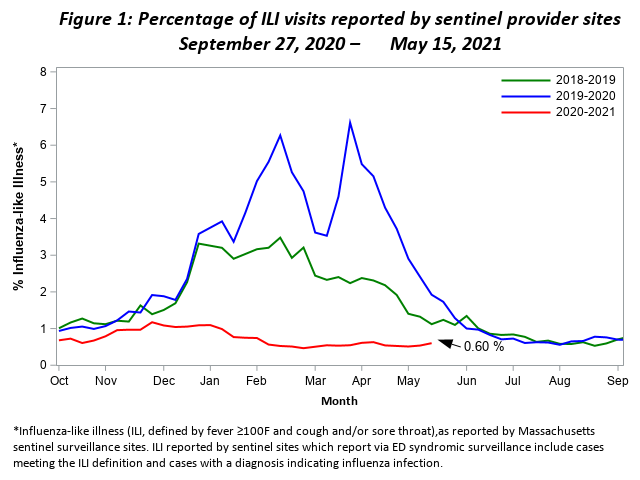 Figure 1: Percentage of ILI visits reported by sentinel provider sites
September 27, 2020 – May 15, 2021
8
7
6
5
4
3
2
1
0
% Influenza-like Illness*
2018-2019
2019-2020
2020-2021
0.60 %
Oct Nov Dec Jan Feb Mar Apr May Jun Jul Aug Sep
Month
*Influenza-like illness (ILI, defined by fever ≥100F and cough and/or sore throat),as reported by Massachusetts
sentinel surveillance sites. ILI reported by sentinel sites which report via ED syndromic surveillance include cases
meeting the ILI definition and cases with a diagnosis indicating influenza infection.